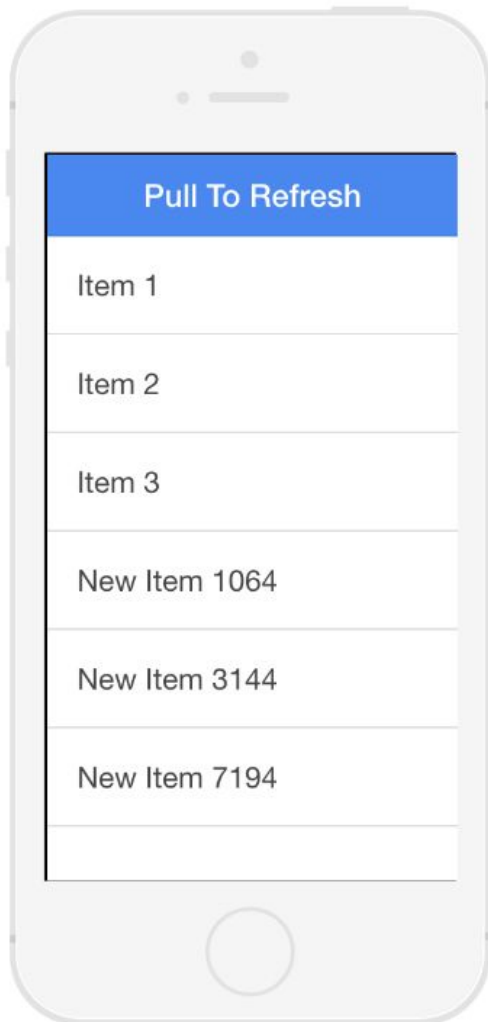 Pull To Refresh
Item 1
Item 2
Item 3
New Item 1064
New Item 3144
New Item 7194